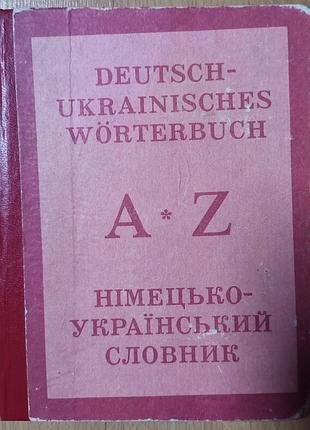 DEUTSCH-
UKRAINISCHES
WÖRTERBUCH
A * Z
НІМЕЦЬКО-
УКРАЇНСЬКИЙ
СЛОВНИК